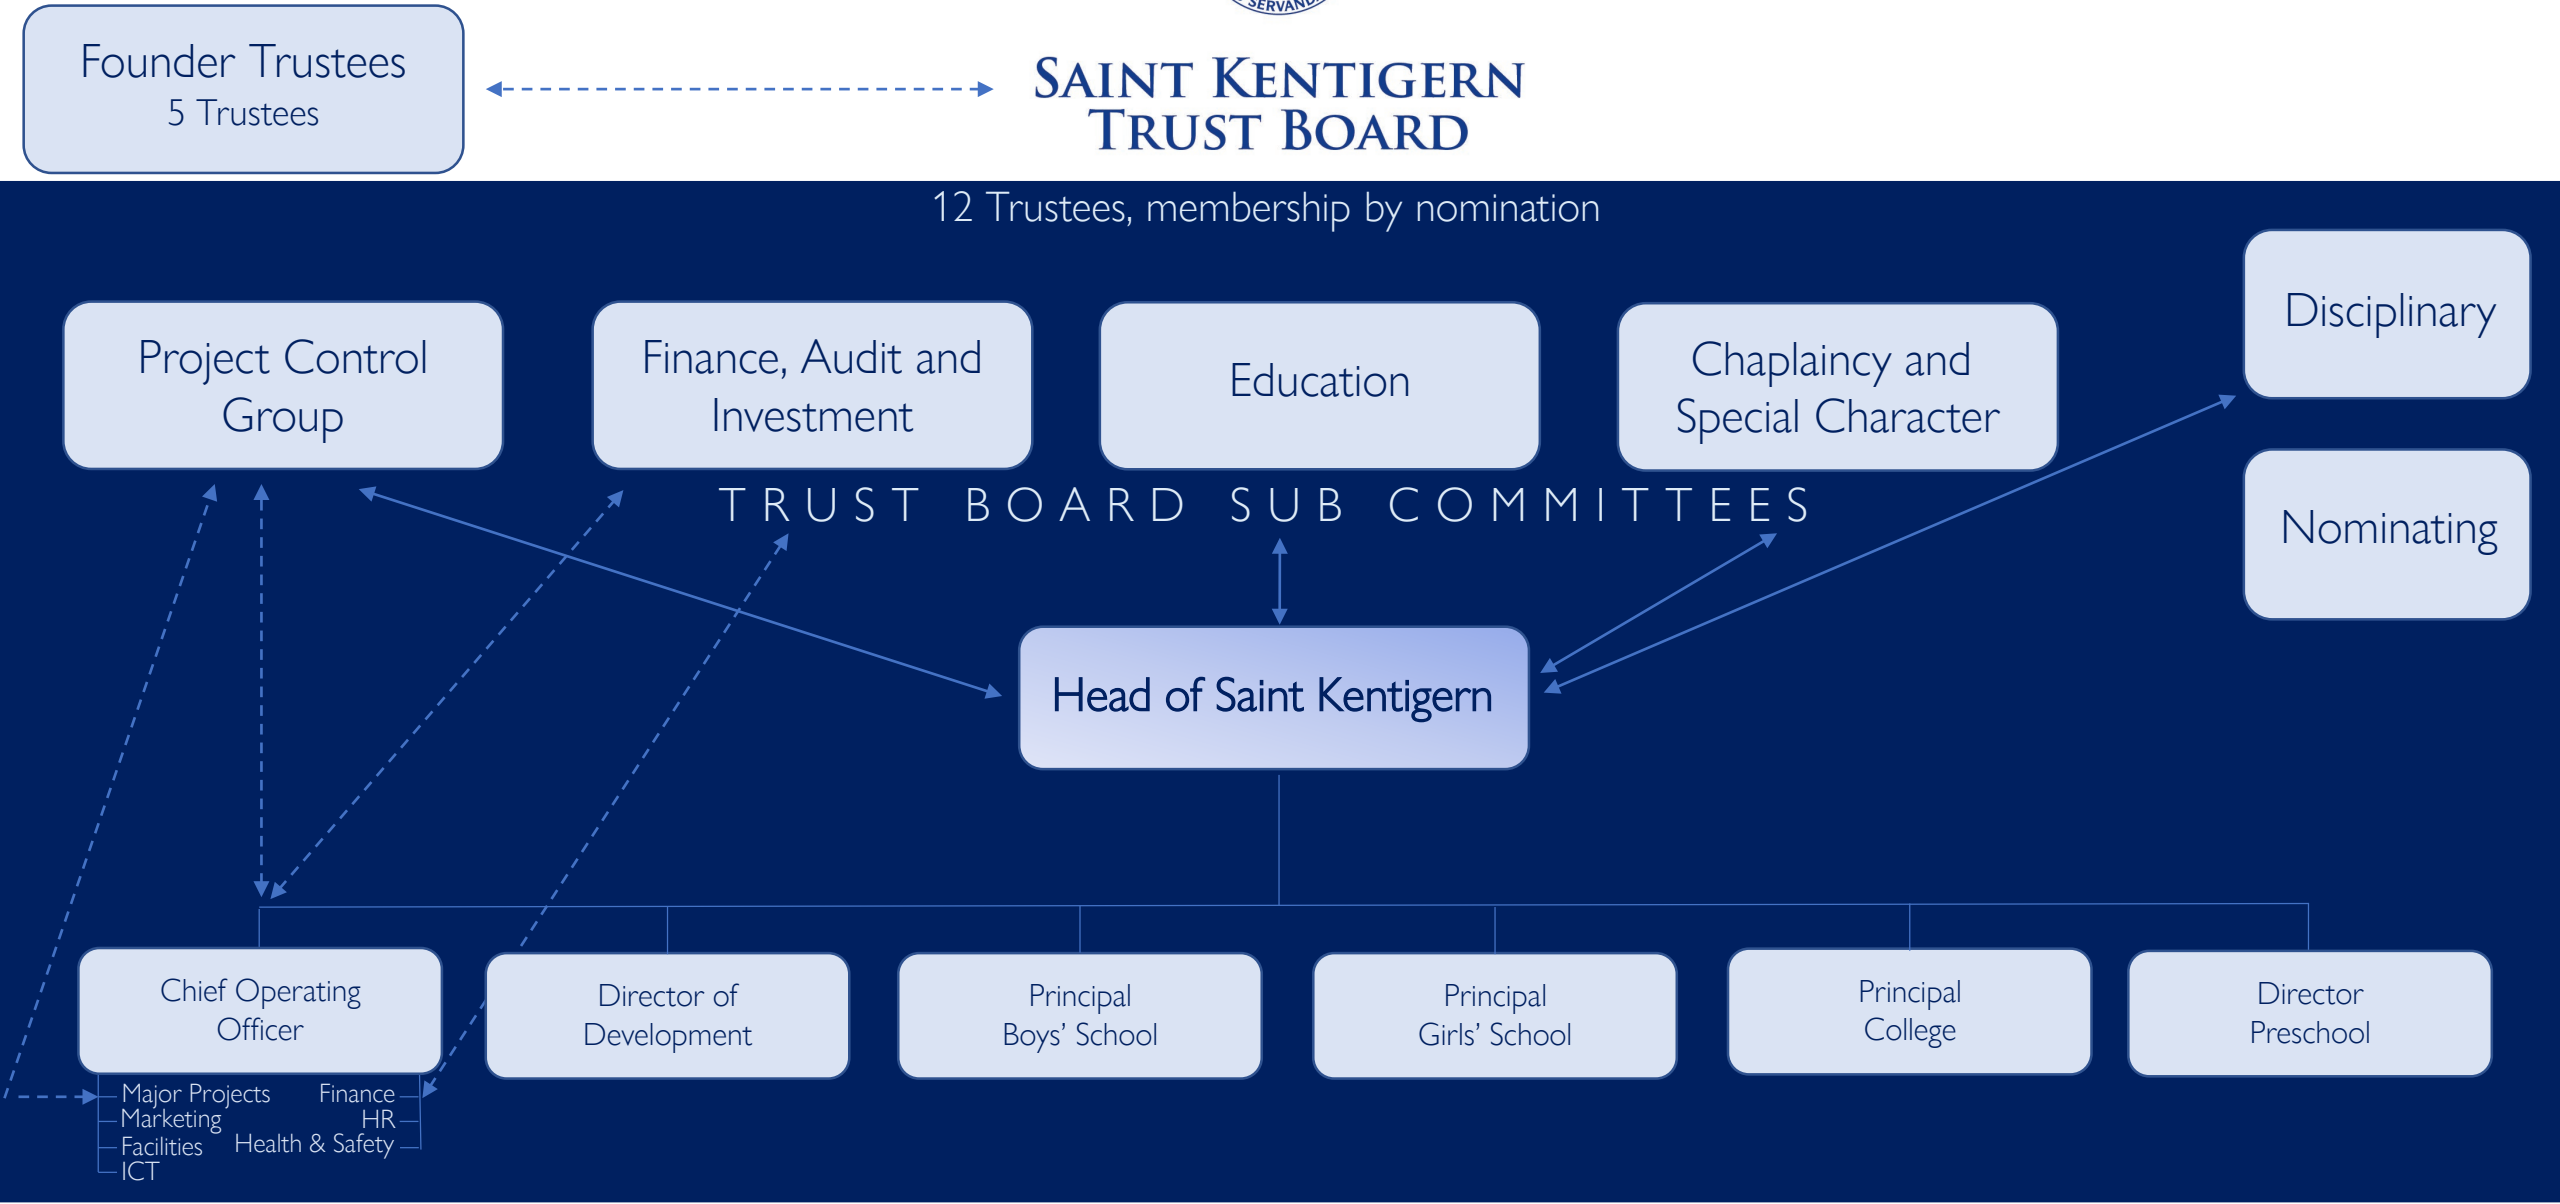 SERVAND
Founder Trustees
5 Trustees
SAINT KENTIGERN
TRUST BOARD
12 Trustees, membership by nomination
Project Control
Group
Finance, Audit and
Investment
Education
Chaplaincy and
Special Character
Disciplinary
Nominating
TRUST BOARD SUB COMMITTEES
Head of Saint Kentigern
Chief Operating
Officer
Director of
Development
Principal
Boys’ School
Principal
Girls’ School
Principal
College
Director
Preschool
Major Projects
Marketing
Facilities
ICT
Finance
HR
Health & Safety